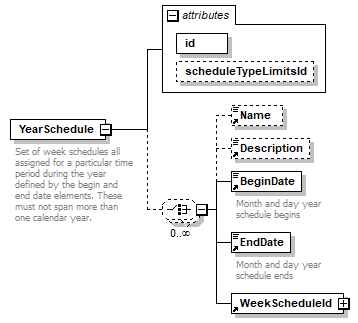 attributes
id
scheduleTypeLimitsId
YearSchedule
Set of week schedules all
assigned for a particular time
period during the year
defined by the begin and
end date elements. These
must not span more than
one calendar year.
0..∞
Name
Description
BeginDate
Month and day year
schedule begins
EndDate
Month and day year
schedule ends
WeekScheduleId